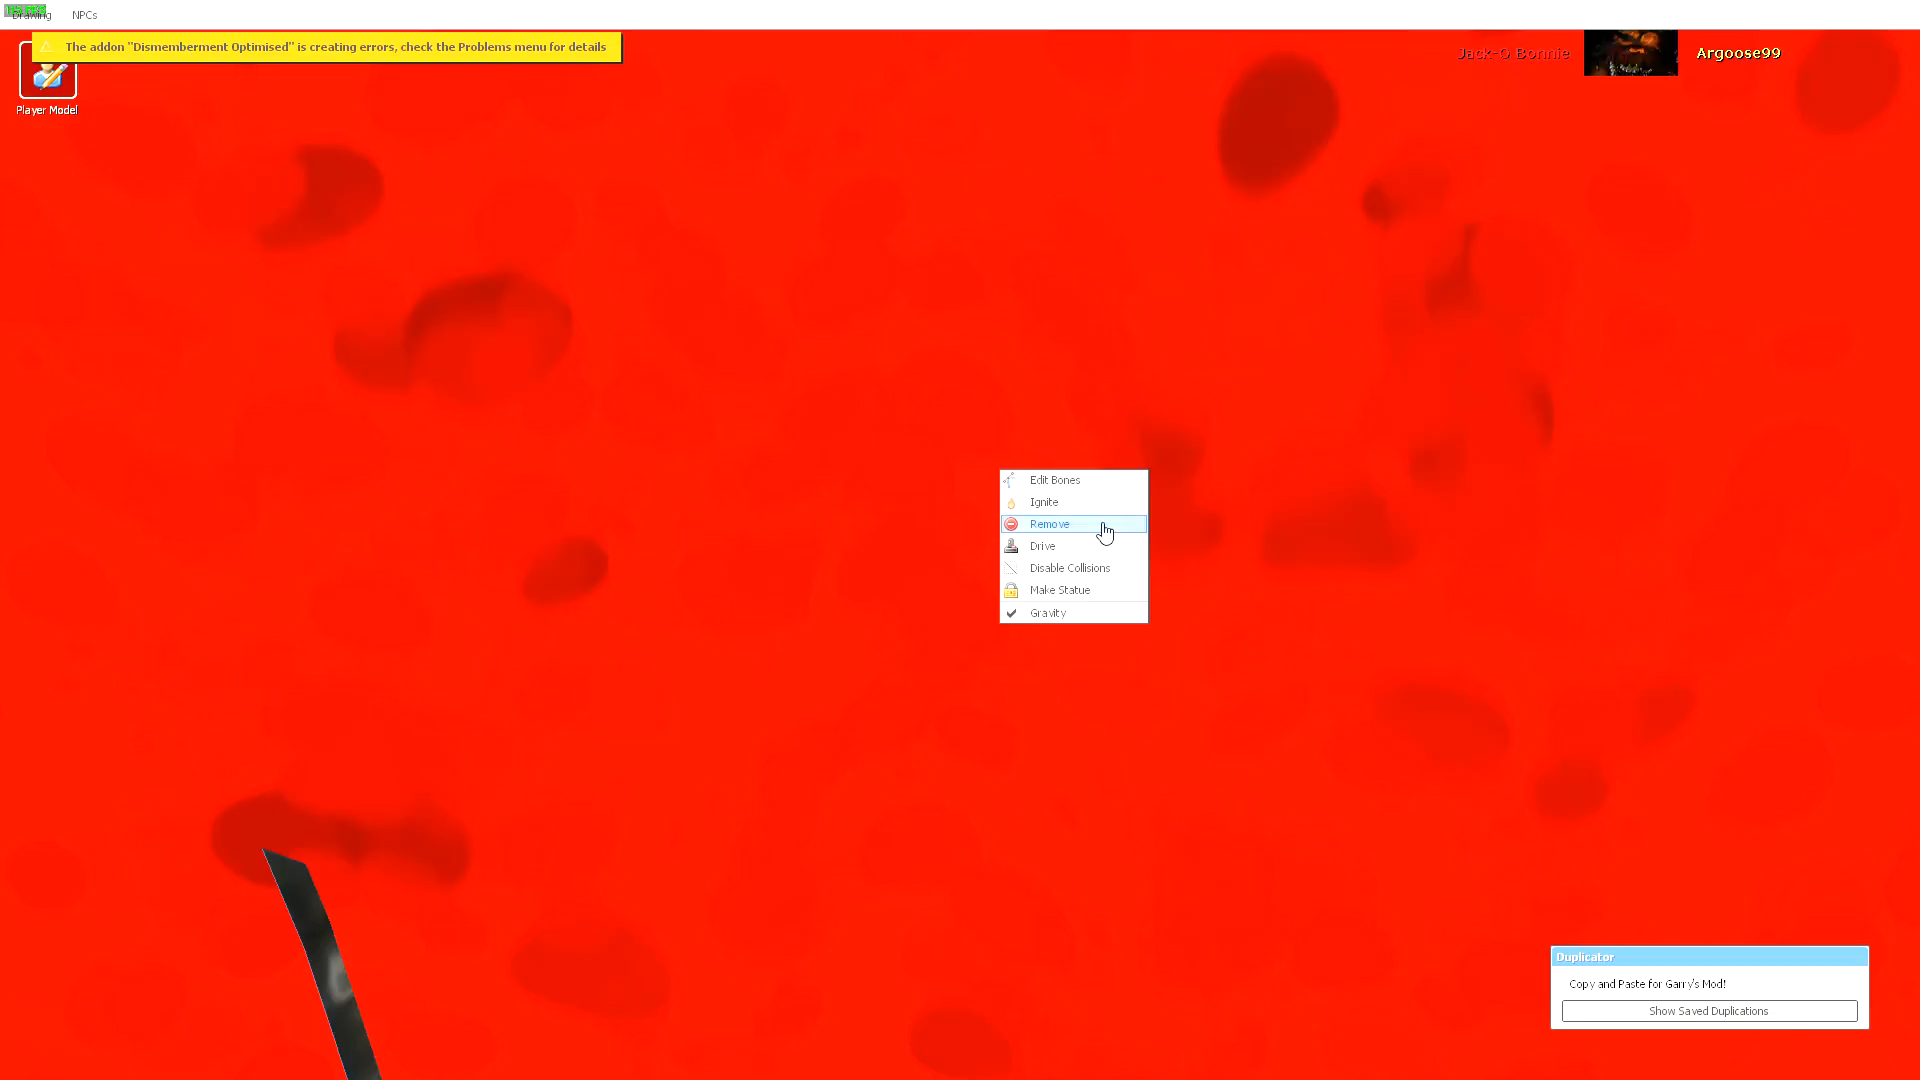 Drawing NPCs
The addon "Dismemberment Optimised" is creating errors, check the Problems menu for details
Jack-O Bonnie Argoose99
Player Model
Edit Bones
Ignite
Remove
Drive
Disable Collisions
Make Statue
Gravity
Duplicator
Copy and Paste for Garry's Mod!
Show Saved Duplications